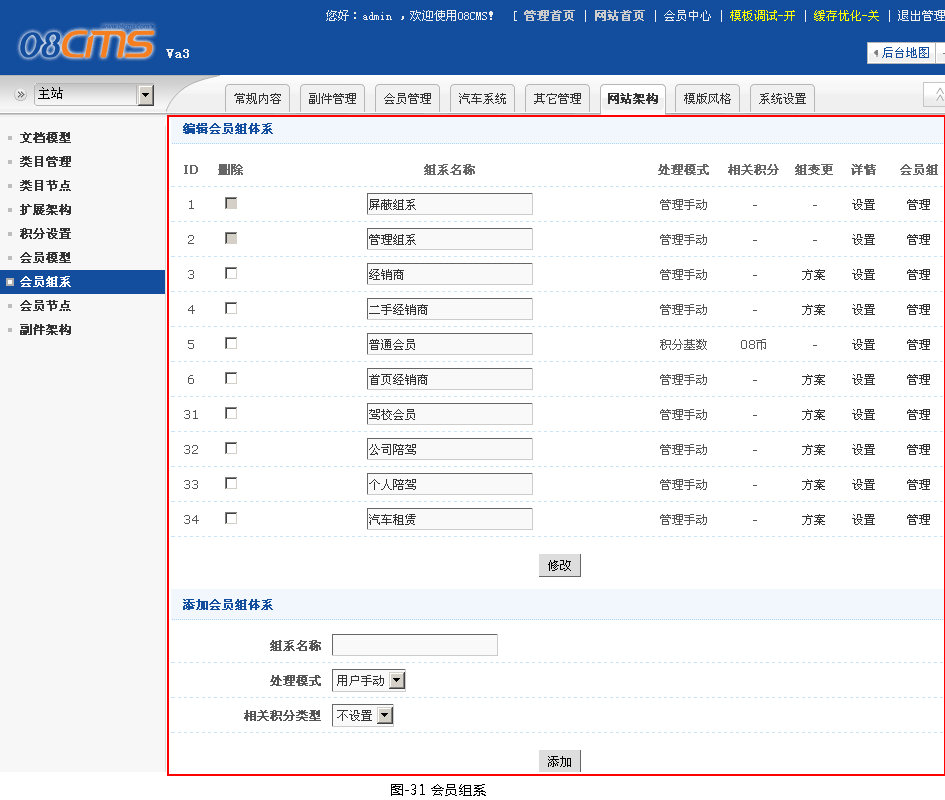 您好：admin ，欢迎使用08CMS! [ 管理首页 | 网站首页 | 会员中心 | 模板调试-开 | 缓存优化-关 | 退出管理
08CMS Va3
后台地图
主站
常规内容 副件管理 会员管理 汽车系统 其它管理 网站架构 模版风格 系统设置
文档模型
类目管理
类目节点
扩展架构
积分设置
会员模型
会员组系
会员节点
副件架构
编辑会员组体系
ID 删除 组系名称 处理模式 相关积分 组变更 详情 会员组
1 屏蔽组系 管理手动 - - 设置 管理
2 管理组系 管理手动 - - 设置 管理
3 经销商 管理手动 - 方案 设置 管理
4 二手经销商 管理手动 - 方案 设置 管理
5 普通会员 积分基数 08币 - 设置 管理
6 首页经销商 管理手动 - 方案 设置 管理
31 驾校会员 管理手动 - 方案 设置 管理
32 公司陪驾 管理手动 - 方案 设置 管理
33 个人陪驾 管理手动 - 方案 设置 管理
34 汽车租赁 管理手动 - 方案 设置 管理
修改
添加会员组体系
组系名称
处理模式 用户手动
相关积分类型 不设置
添加
图-31 会员组系